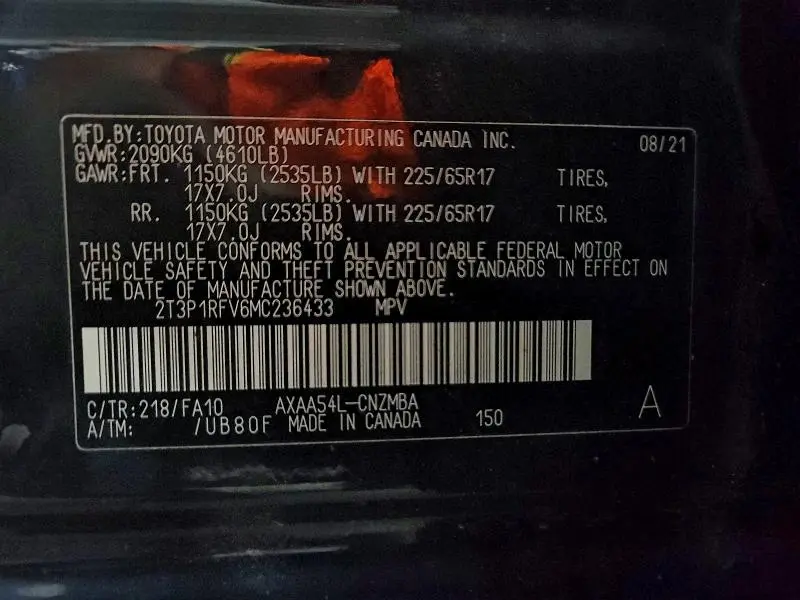 MFD.BY:TOYOTA MOTOR MANUFACTURING CANADA INC. 08/21
GVWR:2090KG (4610LB)
GAWR:FRT. 1150KG (2535LB) WITH 225/65R17 TIRES,
17X7.0J RIMS.
RR. 1150KG (2535LB) WITH 225/65R17 TIRES,
17X7.0J RIMS.
THIS VEHICLE CONFORMS TO ALL APPLICABLE FEDERAL MOTOR
VEHICLE SAFETY AND THEFT PREVENTION STANDARDS IN EFFECT ON
THE DATE OF MANUFACTURE SHOWN ABOVE.
2T3P1RFV6MC236433 MPV
C/TR:218/FA10 AXAA54L-CNZMBA A
A/TM: /UB80F MADE IN CANADA 150